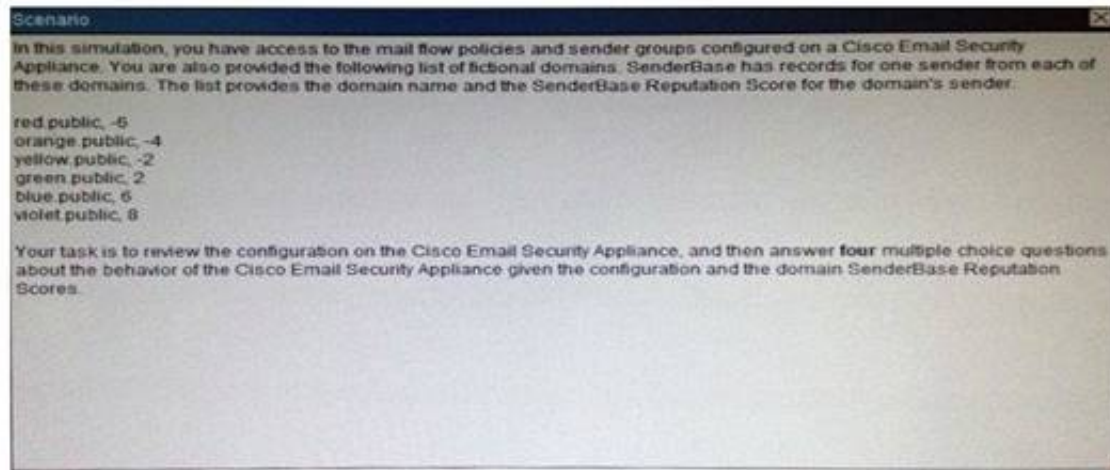 Scenario
In this simulation, you have access to the mail flow policies and sender groups configured on a Cisco Email Security
Appliance. You are also provided the following list of fictional domains. SenderBase has records for one sender from each of
these domains. The list provides the domain name and the SenderBase Reputation Score for the domain's sender.
red.public, -6
orange.public, -4
yellow.public, -2
green.public, 2
blue.public, 6
violet.public, 8
Your task is to review the configuration on the Cisco Email Security Appliance, and then answer four multiple choice questions
about the behavior of the Cisco Email Security Appliance given the configuration and the domain SenderBase Reputation
Scores.